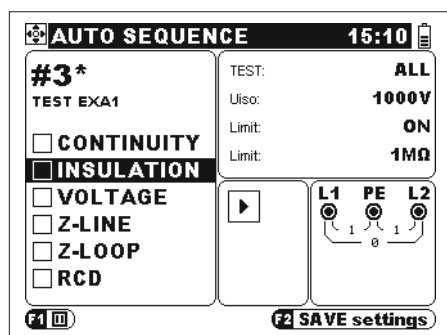 AUTO SEQUENCE 15:10
#3*
TEST EXA1
CONTINUITY
INSULATION
VOLTAGE
Z-LINE
Z-LOOP
RCD
TEST: ALL
Uiso: 1000V
Limit: ON
Limit: 1MΩ
L1 PE L2
1 1
0
F1
F2 SAVE settings